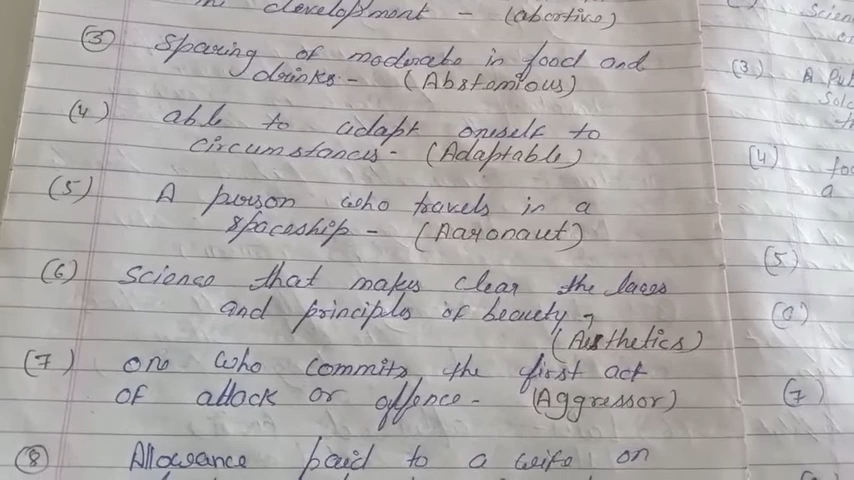 development - (abortive)
(3) Sparing of moderate in food and
drinks - (Abstemious)
(4) able to adapt oneself to
circumstances - (Adaptable)
(5) A person who travels in a
spaceship - (Aaronaut)
(6) Science that makes clear the laws
and principles of beauty,
(Aesthetics)
(7) one who commits the first act
of attack or offence - (Aggressor)
(8) Allowance paid to a wife on
(3)
A
(4)
a
(5)
(7)